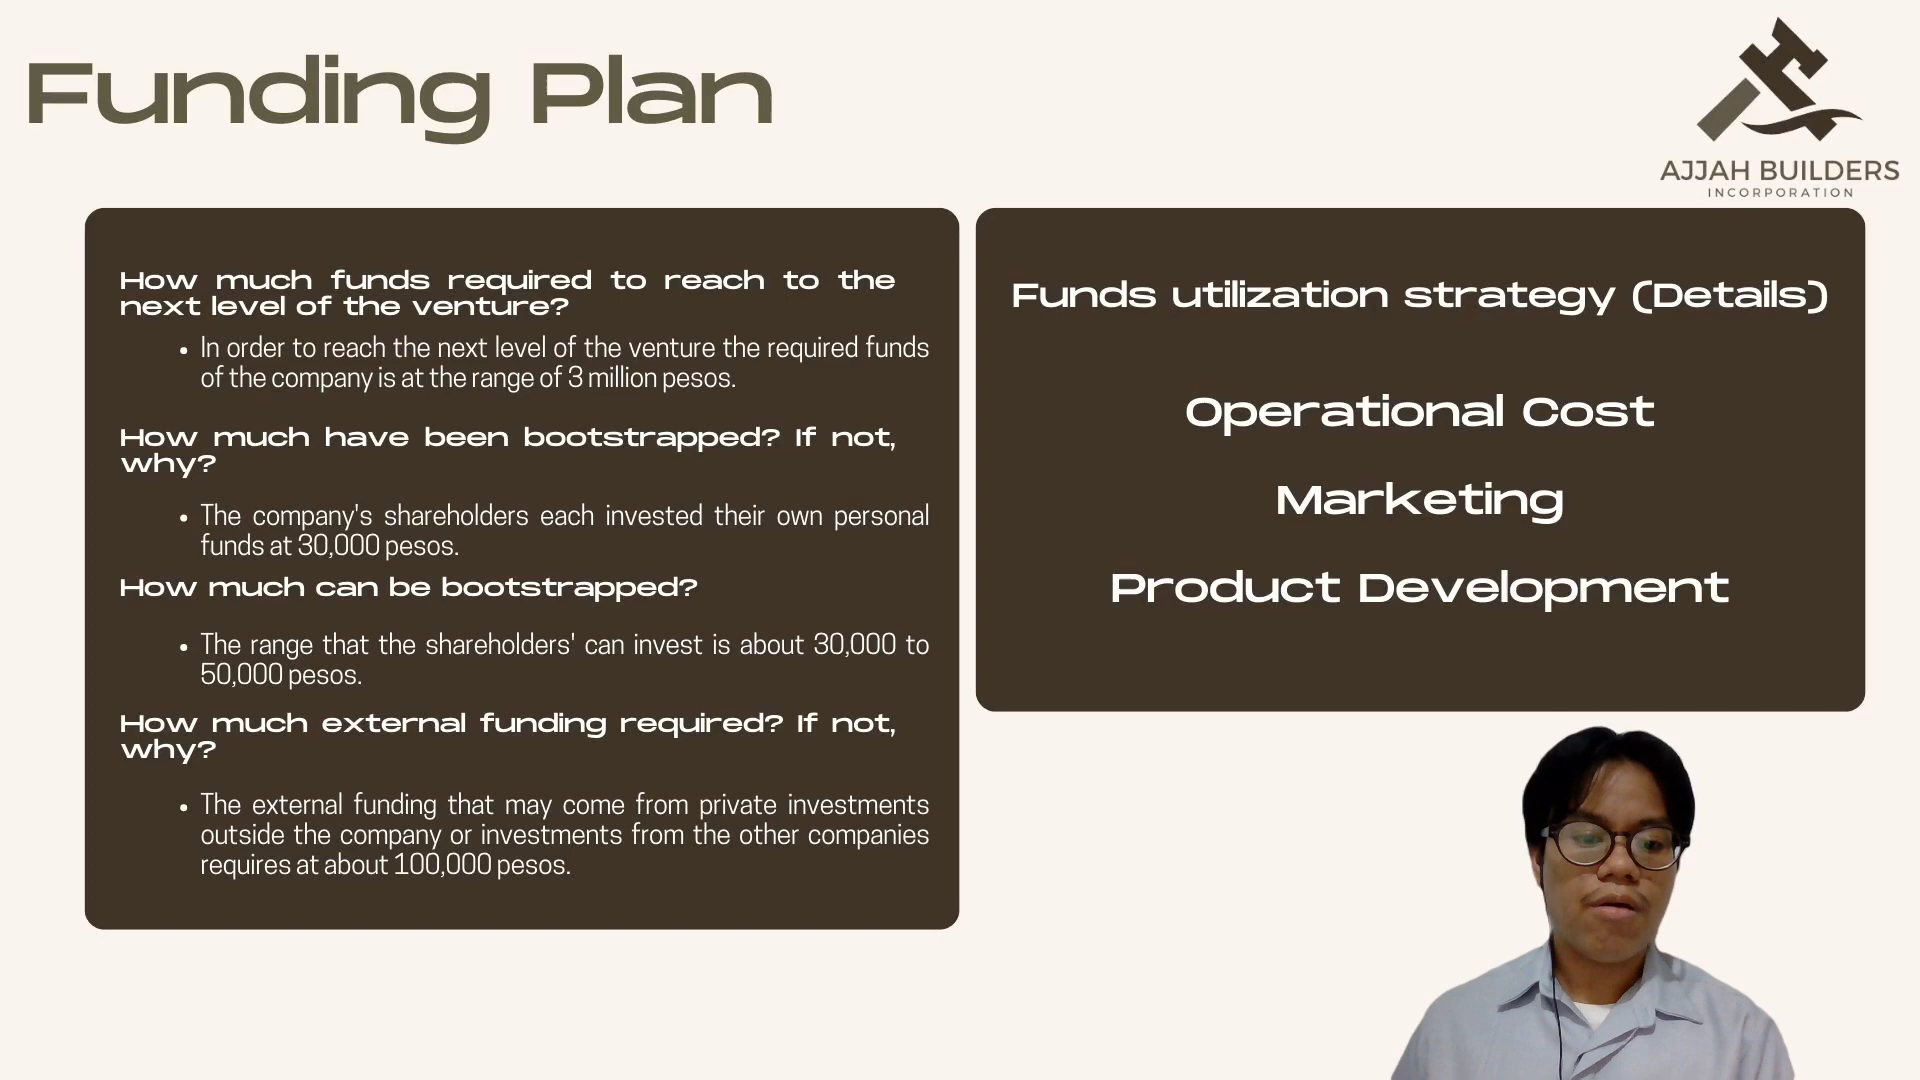 Funding Plan
AJJAH BUILDERS
INCORPORATION
How much funds required to reach to the
next level of the venture?
• In order to reach the next level of the venture the required funds
of the company is at the range of 3 million pesos.
How much have been bootstrapped? If not,
why?
• The company's shareholders each invested their own personal
funds at 30,000 pesos.
How much can be bootstrapped?
• The range that the shareholders' can invest is about 30,000 to
50,000 pesos.
How much external funding required? If not,
why?
• The external funding that may come from private investments
outside the company or investments from the other companies
requires at about 100,000 pesos.
Funds utilization strategy (Details)
Operational Cost
Marketing
Product Development